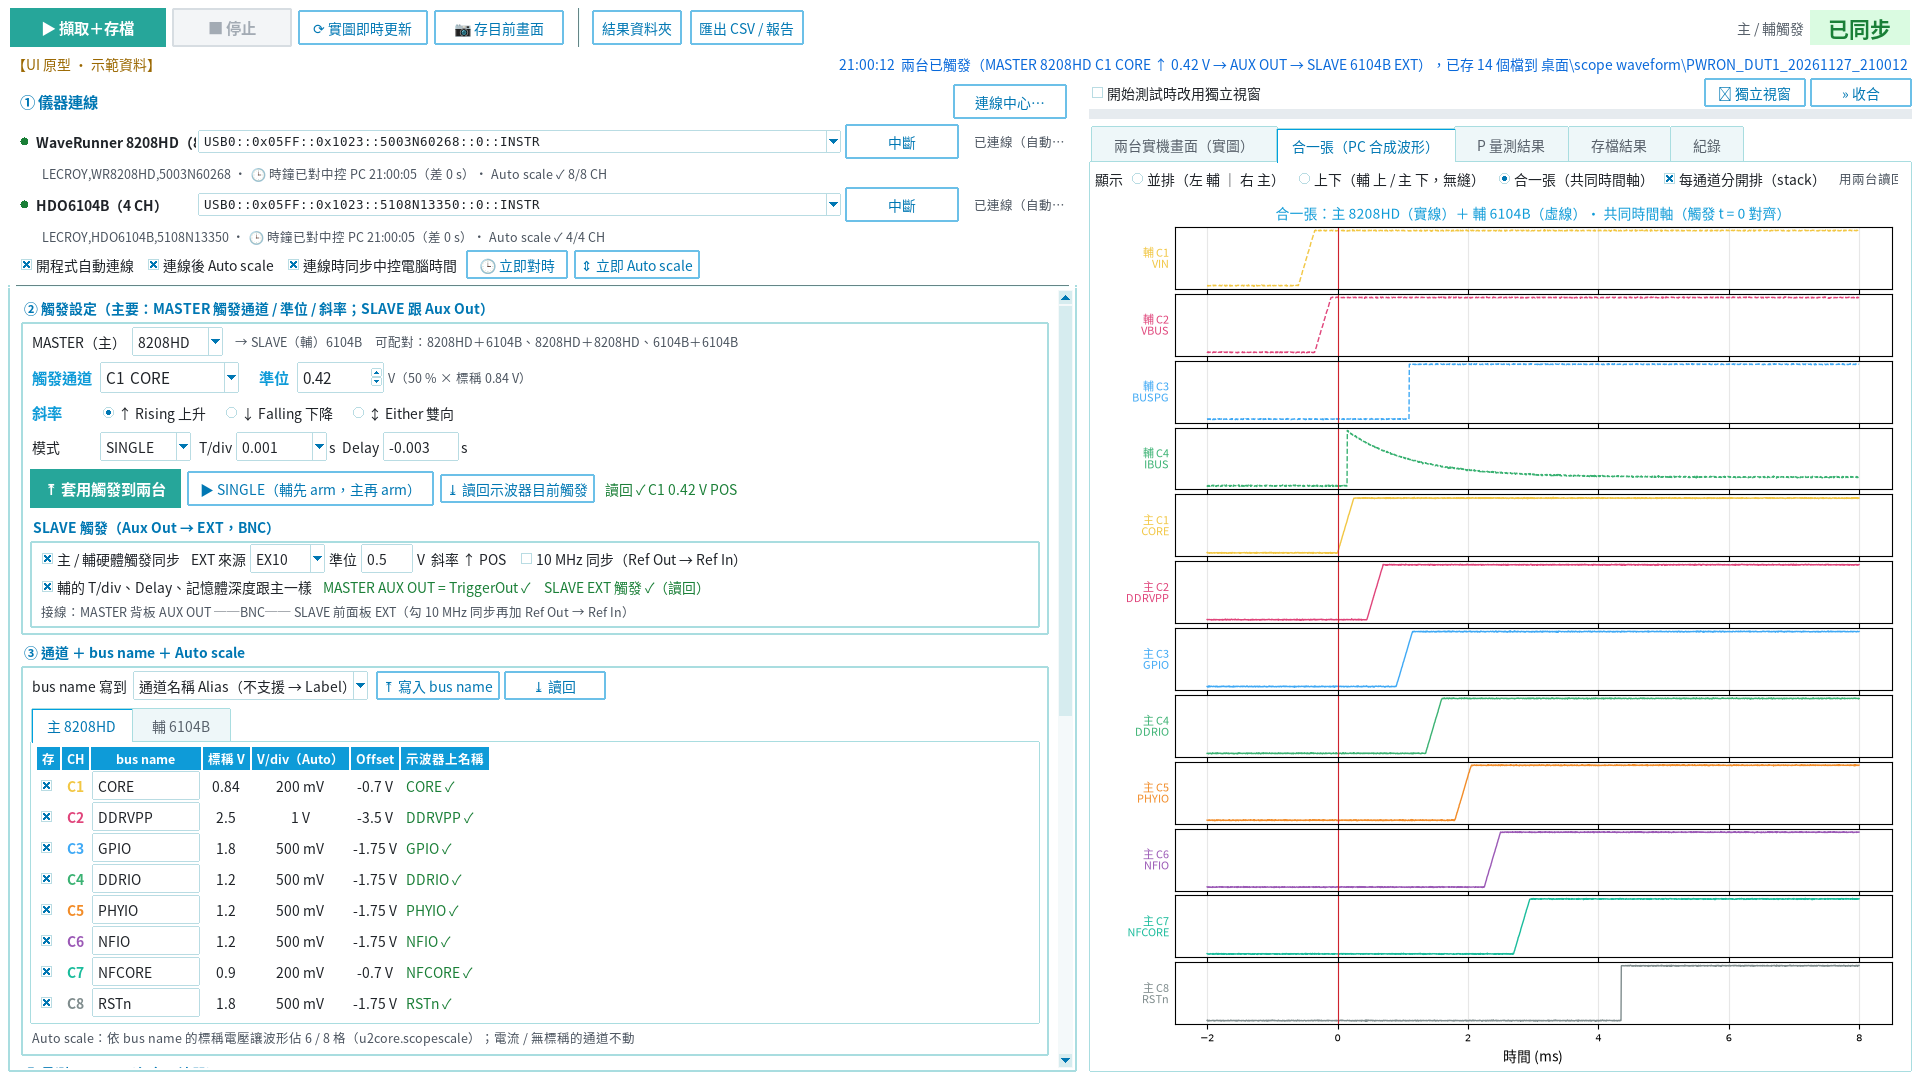 ▶ 擷取＋存檔 ■ 停止 ⟳ 實圖即時更新 📷 存目前畫面 結果資料夾 匯出 CSV / 報告 主 / 輔觸發 已同步
【UI 原型 · 示範資料】 21:00:12 兩台已觸發（MASTER 8208HD C1 CORE ↑ 0.42 V → AUX OUT → SLAVE 6104B EXT），已存 14 個檔到 桌面\scope waveform\PWRON_DUT1_20261127_210012
① 儀器連線 連線中心…
WaveRunner 8208HD USB0::0x05FF::0x1023::5003N60268::0::INSTR 中斷 已連線（自動…
LECROY,WR8208HD,5003N60268 · 🕒 時鐘已對中控 PC 21:00:05（差 0 s） · Auto scale ✓ 8/8 CH
HDO6104B（4 CH） USB0::0x05FF::0x1023::5108N13350::0::INSTR 中斷 已連線（自動…
LECROY,HDO6104B,5108N13350 · 🕒 時鐘已對中控 PC 21:00:05（差 0 s） · Auto scale ✓ 4/4 CH
開程式自動連線 連線後 Auto scale 連線時同步中控電腦時間 🕒 立即對時 ↕ 立即 Auto scale
② 觸發設定（主要：MASTER 觸發通道 / 準位 / 斜率；SLAVE 跟 Aux Out）
MASTER（主） 8208HD → SLAVE（輔）6104B 可配對：8208HD＋6104B、8208HD＋8208HD、6104B＋6104B
觸發通道 C1 CORE 準位 0.42 V（50 % × 標稱 0.84 V）
斜率 ↑ Rising 上升 ↓ Falling 下降 ↕ Either 雙向
模式 SINGLE T/div 0.001 s Delay -0.003 s
⤒ 套用觸發到兩台 ▶ SINGLE（輔先 arm，主再 arm） ⤓ 讀回示波器目前觸發 讀回 ✓ C1 0.42 V POS
SLAVE 觸發（Aux Out → EXT，BNC）
主 / 輔硬體觸發同步 EXT 來源 EX10 準位 0.5 V 斜率 ↑ POS 10 MHz 同步（Ref Out → Ref In）
輔的 T/div、Delay、記憶體深度跟主一樣 MASTER AUX OUT = TriggerOut ✓ SLAVE EXT 觸發 ✓（讀回）
接線：MASTER 背板 AUX OUT ──BNC── SLAVE 前面板 EXT（勾 10 MHz 同步再加 Ref Out → Ref In）
③ 通道 ＋ bus name ＋ Auto scale
bus name 寫到 通道名稱 Alias（不支援 → Label） ⤒ 寫入 bus name ⤓ 讀回
主 8208HD 輔 6104B
存 CH bus name 標稱 V V/div（Auto） Offset 示波器上名稱
C1 CORE 0.84 200 mV -0.7 V CORE ✓
C2 DDRVPP 2.5 1 V -3.5 V DDRVPP ✓
C3 GPIO 1.8 500 mV -1.75 V GPIO ✓
C4 DDRIO 1.2 500 mV -1.75 V DDRIO ✓
C5 PHYIO 1.2 500 mV -1.75 V PHYIO ✓
C6 NFIO 1.2 500 mV -1.75 V NFIO ✓
C7 NFCORE 0.9 200 mV -0.7 V NFCORE ✓
C8 RSTn 1.8 500 mV -1.75 V RSTn ✓
Auto scale：依 bus name 的標稱電壓讓波形佔 6 / 8 格（u2core.scopescale）；電流 / 無標稱的通道不動
開始測試時改用獨立視窗 獨立視窗 » 收合
兩台實機畫面（實圖） 合一張（PC 合成波形） P 量測結果 存檔結果 紀錄
顯示 並排（左 輔 ｜ 右 主） 上下（輔 上 / 主 下，無縫） 合一張（共同時間軸） 每通道分開排（stack） 用兩台讀
合一張：主 8208HD（實線）＋ 輔 6104B（虛線） · 共同時間軸（觸發 t = 0 對齊）
輔 C1
VIN
輔 C2
VBUS
輔 C3
BUSPG
輔 C4
IBUS
主 C1
CORE
主 C2
DDRVPP
主 C3
GPIO
主 C4
DDRIO
主 C5
PHYIO
主 C6
NFIO
主 C7
NFCORE
主 C8
RSTn
−2 0 2 4 6 8
時間 (ms)